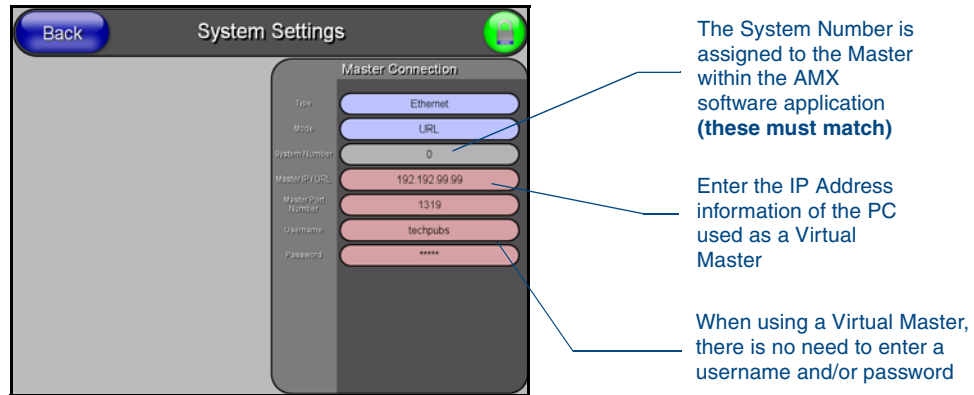 Back
System Settings
Master Connection
Type
Ethernet
Mode
URL
System Number
0
Master IP / URL
192.192.99.99
Master Port
Number
1319
Username
techpubs
Password
*****
The System Number is
assigned to the Master
within the AMX
software application
(these must match)
Enter the IP Address
information of the PC
used as a Virtual
Master
When using a Virtual Master,
there is no need to enter a
username and/or password